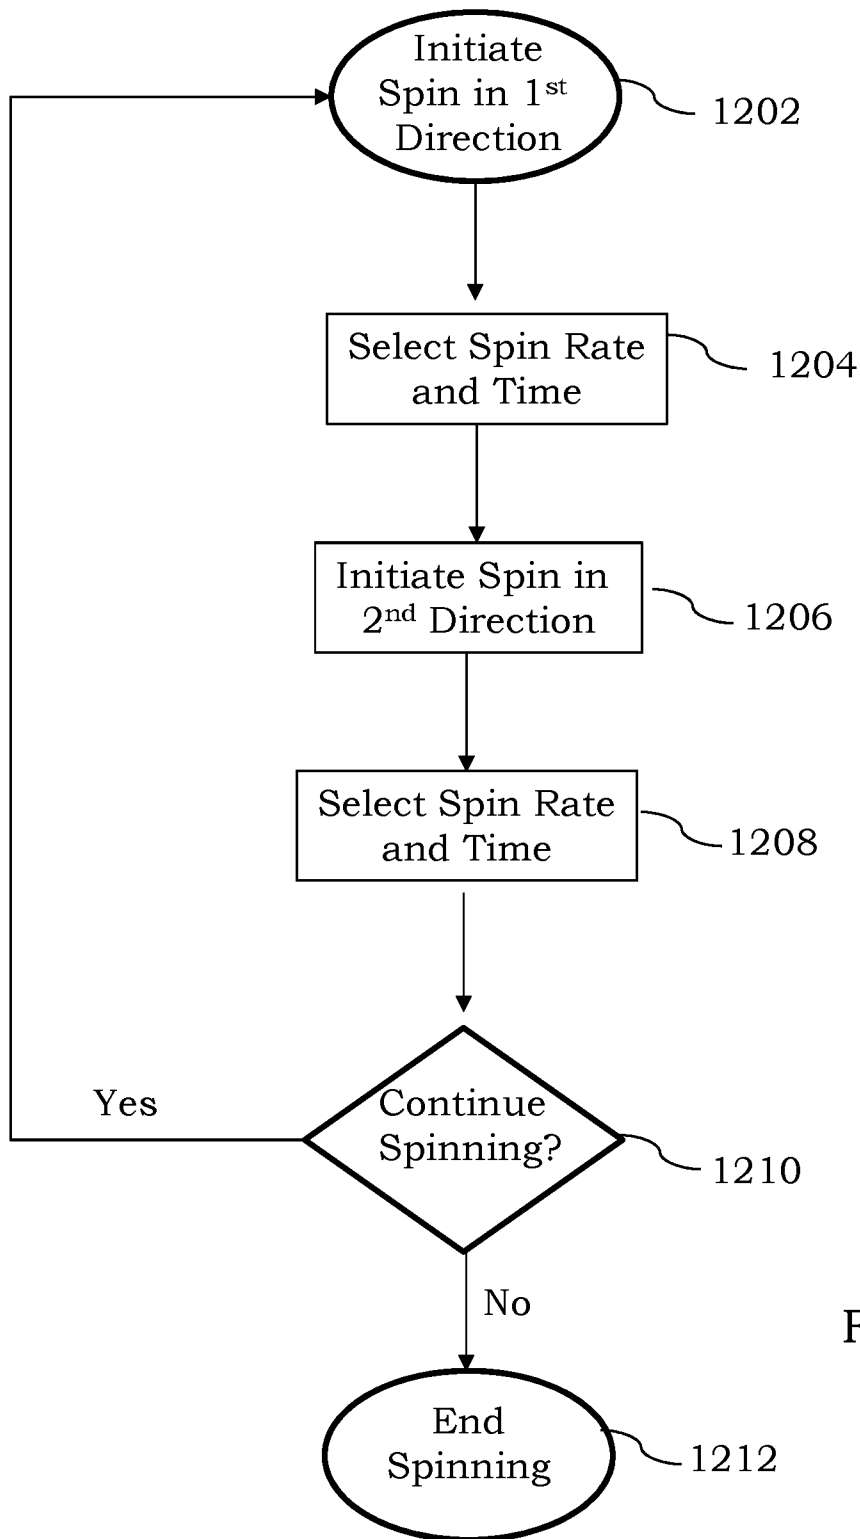 Initiate
Spin in 1st
Direction
1202
Select Spin Rate
and Time
1204
Initiate Spin in
2nd Direction
1206
Select Spin Rate
and Time
1208
Yes
Continue
Spinning?
1210
No
End
Spinning
1212